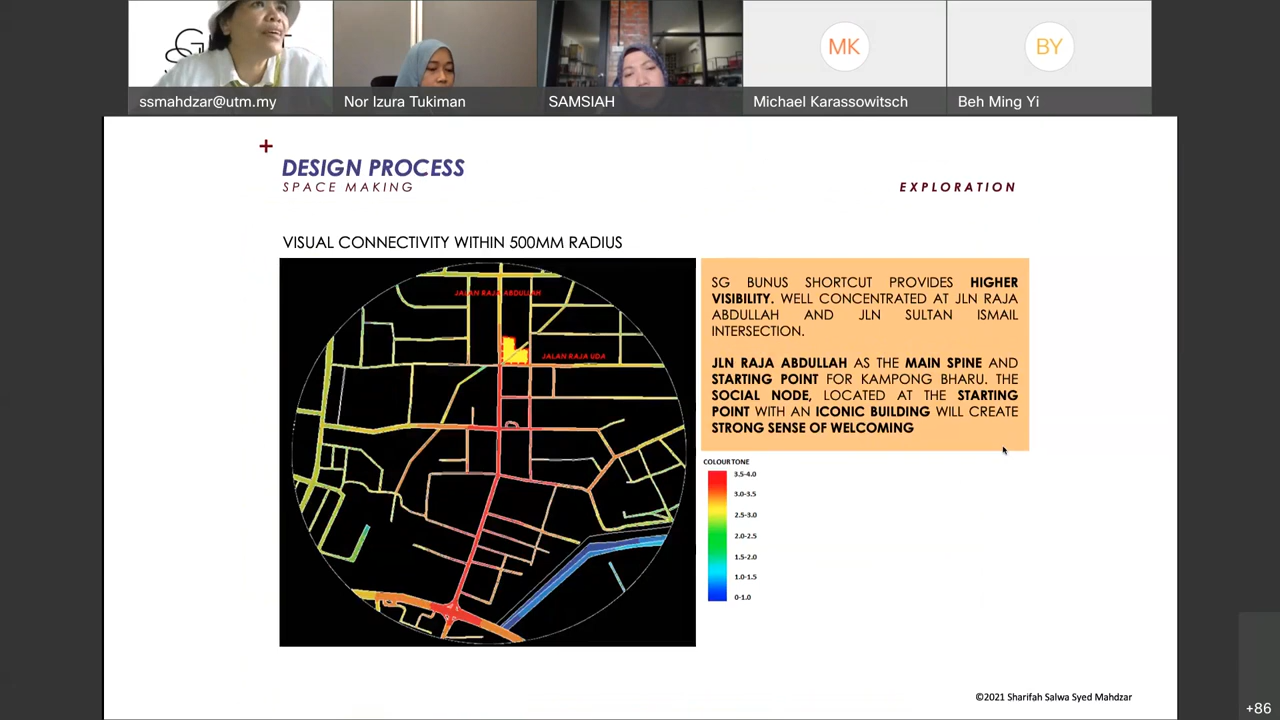 MK
BY
ssmahdzar@utm.my
Nor Izura Tukiman
SAMSIAH
Michael Karassowitsch
Beh Ming Yi
+
DESIGN PROCESS
SPACE MAKING
EXPLORATION
VISUAL CONNECTIVITY WITHIN 500MM RADIUS
JALAN RAJA ABDULLAH
JALAN RAJA UDA
SG BUNUS SHORTCUT PROVIDES HIGHER
VISIBILITY. WELL CONCENTRATED AT JLN RAJA
ABDULLAH AND JLN SULTAN ISMAIL
INTERSECTION.
JLN RAJA ABDULLAH AS THE MAIN SPINE AND
STARTING POINT FOR KAMPONG BHARU. THE
SOCIAL NODE, LOCATED AT THE STARTING
POINT WITH AN ICONIC BUILDING WILL CREATE
STRONG SENSE OF WELCOMING
COLOUR TONE
3.5-4.0
3.0-3.5
2.5-3.0
2.0-2.5
1.5-2.0
1.0-1.5
0-1.0
©2021 Sharifah Salwa Syed Mahdzar
+86